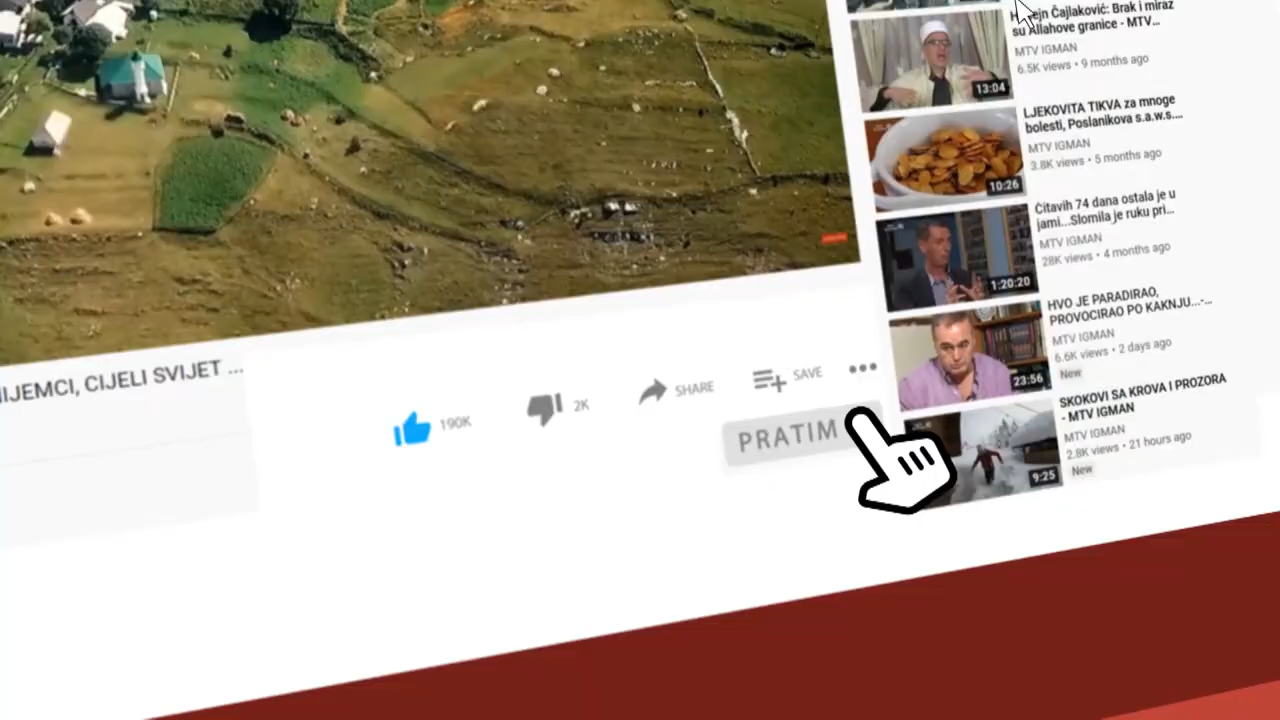 IJEMCI, CIJELI SVIJET ...
190K
2K
SHARE
SAVE
PRATIM
Čajlaković: Brak i miraz
su Allahove granice - MTV...
MTV IGMAN
6.5K views • 9 months ago
13:04
LJEKOVITA TIKVA za mnoge
bolesti, Poslanikova s.a.w.s....
MTV IGMAN
3.8K views • 5 months ago
10:26
Čitavih 74 dana ostala je u
jami...Slomila je ruku pri...
MTV IGMAN
28K views • 4 months ago
1:20:20
HVO JE PARADIRAO,
PROVOCIRAO PO KAKNJU...-...
MTV IGMAN
6.6K views • 2 days ago
New
23:56
SKOKOVI SA KROVA I PROZORA
- MTV IGMAN
MTV IGMAN
2.8K views • 21 hours ago
New
9:25